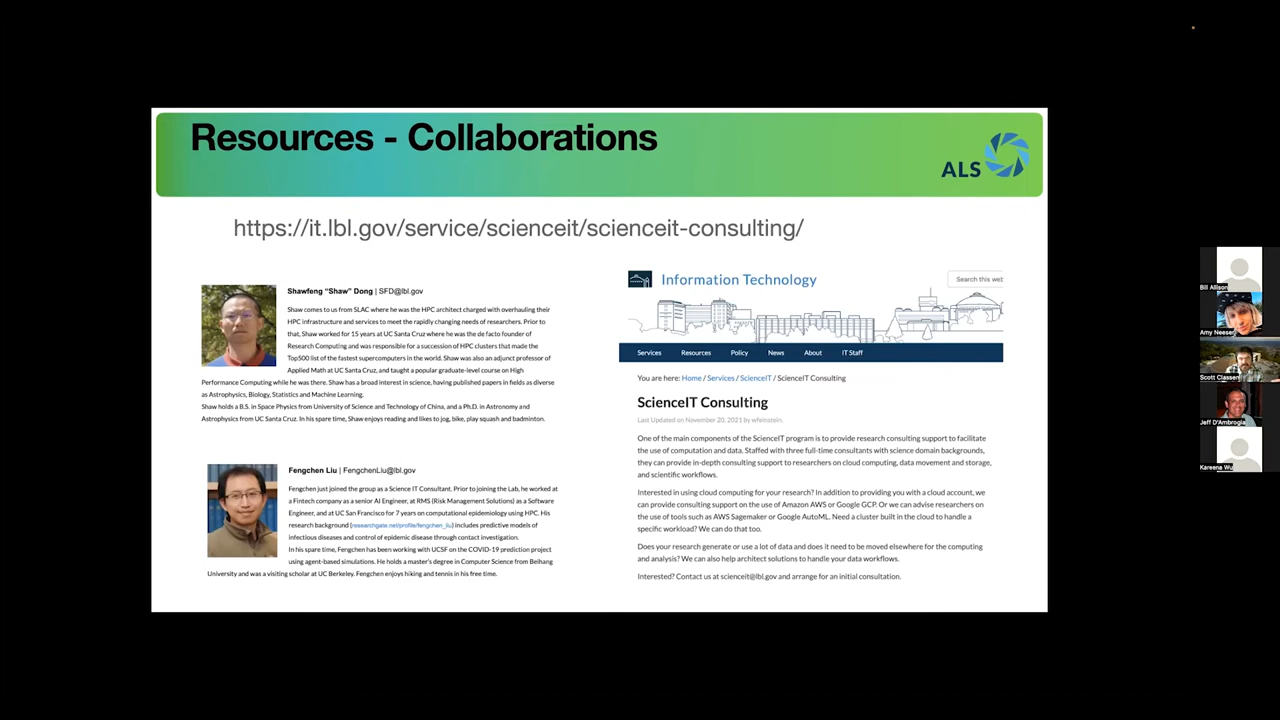 Resources - Collaborations
ALS
https://it.lbl.gov/service/scienceit/scienceit-consulting/
Shawfeng “Shaw” Dong | SFD@lbl.gov
Shaw comes to us from SLAC where he was the HPC architect charged with overhauling their
HPC infrastructure and services to meet the rapidly changing needs of researchers. Prior to
that, Shaw worked for 15 years at UC Santa Cruz where he was the de facto founder of
Research Computing and was responsible for a succession of HPC clusters that made the
Top500 list of the fastest supercomputers in the world. Shaw was also an adjunct professor of
Applied Math at UC Santa Cruz, and taught a popular graduate-level course on High
Performance Computing while he was there. Shaw has a broad interest in science, having published papers in fields as diverse
as Astrophysics, Biology, Statistics and Machine Learning.
Shaw holds a B.S. in Space Physics from University of Science and Technology of China, and a Ph.D. in Astronomy and
Astrophysics from UC Santa Cruz. In his spare time, Shaw enjoys reading and likes to jog, bike, play squash and badminton.
Fengchen Liu | FengchenLiu@lbl.gov
Fengchen just joined the group as a Science IT Consultant. Prior to joining the Lab, he worked at
a Fintech company as a senior AI Engineer, at RMS (Risk Management Solutions) as a Software
Engineer, and at UC San Francisco for 7 years on computational epidemiology using HPC. His
research background (researchgate.net/profile/fengchen_liu) includes predictive models of
infectious diseases and control of epidemic disease through contact investigation.
In his spare time, Fengchen has been working with UCSF on the COVID-19 prediction project
using agent-based simulations. He holds a master's degree in Computer Science from Beihang
University and was a visiting scholar at UC Berkeley. Fengchen enjoys hiking and tennis in his free time.
Information Technology
Search this wet
Services Resources Policy News About IT Staff
You are here: Home / Services / ScienceIT / ScienceIT Consulting
ScienceIT Consulting
Last Updated on November 20, 2021 by wfeinstein.
One of the main components of the ScienceIT program is to provide research consulting support to facilitate
the use of computation and data. Staffed with three full-time consultants with science domain backgrounds,
they can provide in-depth consulting support to researchers on cloud computing, data movement and storage,
and scientific workflows.
Interested in using cloud computing for your research? In addition to providing you with a cloud account, we
can provide consulting support on the use of Amazon AWS or Google GCP. Or we can advise researchers on
the use of tools such as AWS Sagemaker or Google AutoML. Need a cluster built in the cloud to handle a
specific workload? We can do that too.
Does your research generate or use a lot of data and does it need to be moved elsewhere for the computing
and analysis? We can also help architect solutions to your data workflows.
Interested? Contact us at scienceit@lbl.gov and arrange for an initial consultation.
Bill Allison
Amy Neeser
Scott Classen
Jeff D'Ambrogia
Kareena Wu